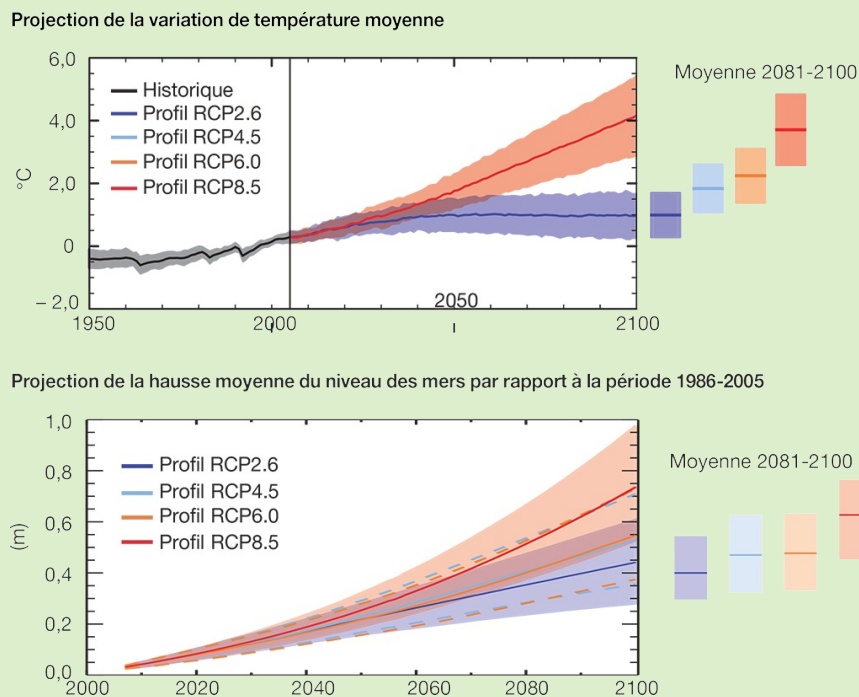 Projection de la variation de température moyenne
°C
6,0
4,0
2,0
0
– 2,0
Historique
Profil RCP2.6
Profil RCP4.5
Profil RCP6.0
Profil RCP8.5
Moyenne 2081-2100
2050
1950
2000
2100
Projection de la hausse moyenne du niveau des mers par rapport à la période 1986-2005
(m)
1,0
0,8
0,6
0,4
0,2
0,0
Profil RCP2.6
Profil RCP4.5
Profil RCP6.0
Profil RCP8.5
Moyenne 2081-2100
2000
2020
2040
2060
2080
2100